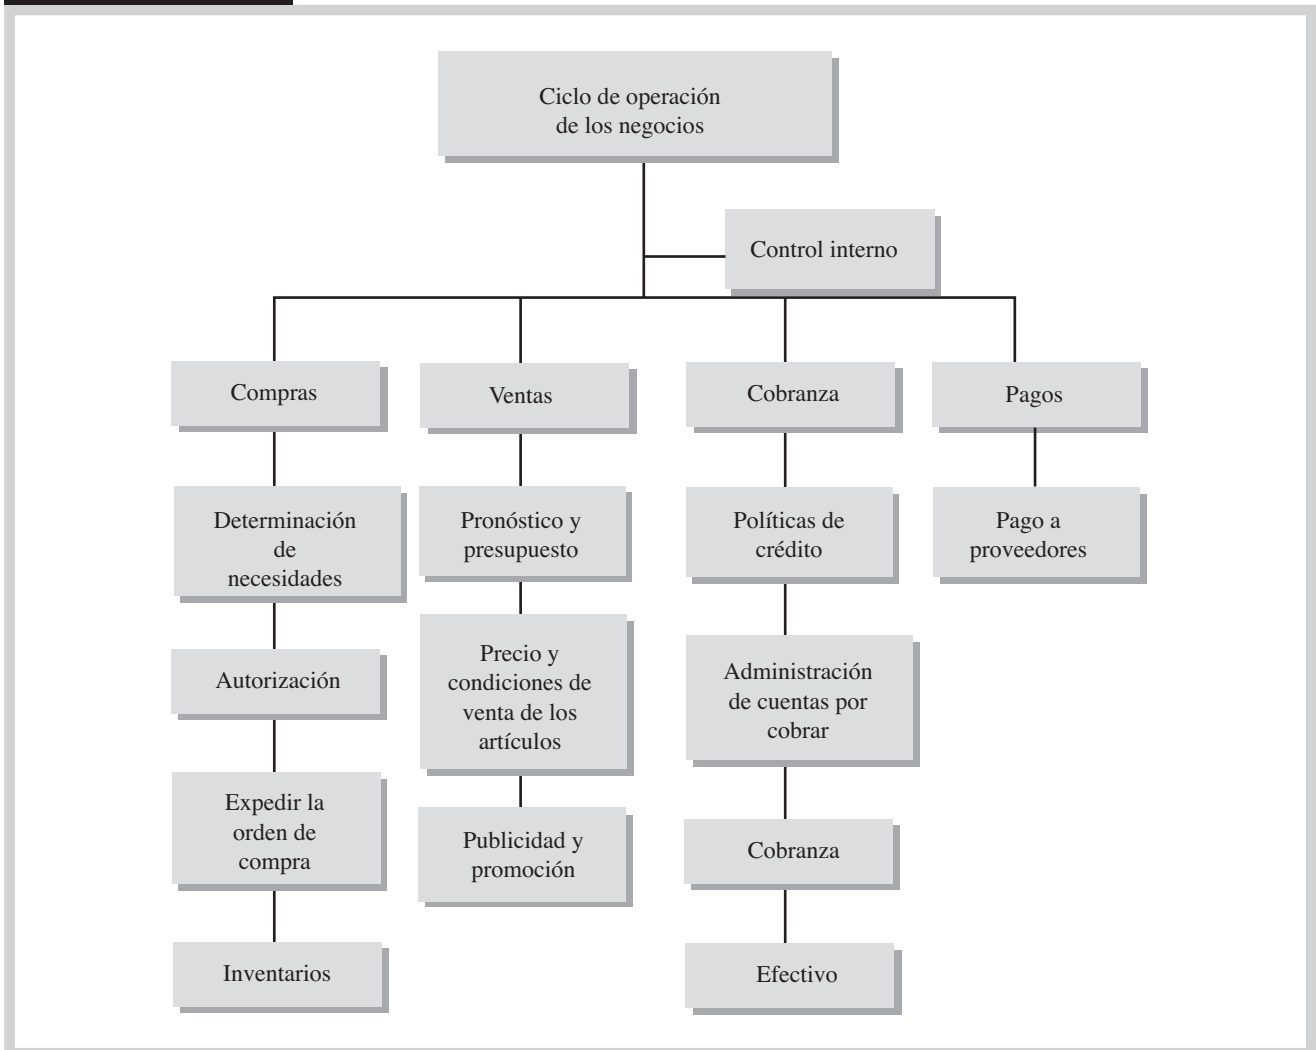 Ciclo de operación
de los negocios
Control interno
Compras
Ventas
Cobranza
Pagos
Determinación
de
necesidades
Pronóstico y
presupuesto
Políticas de
crédito
Pago a
proveedores
Autorización
Precio y
condiciones de
venta de los
artículos
Administración
de cuentas por
cobrar
Expedir la
orden de
compra
Publicidad y
promoción
Cobranza
Inventarios
Efectivo